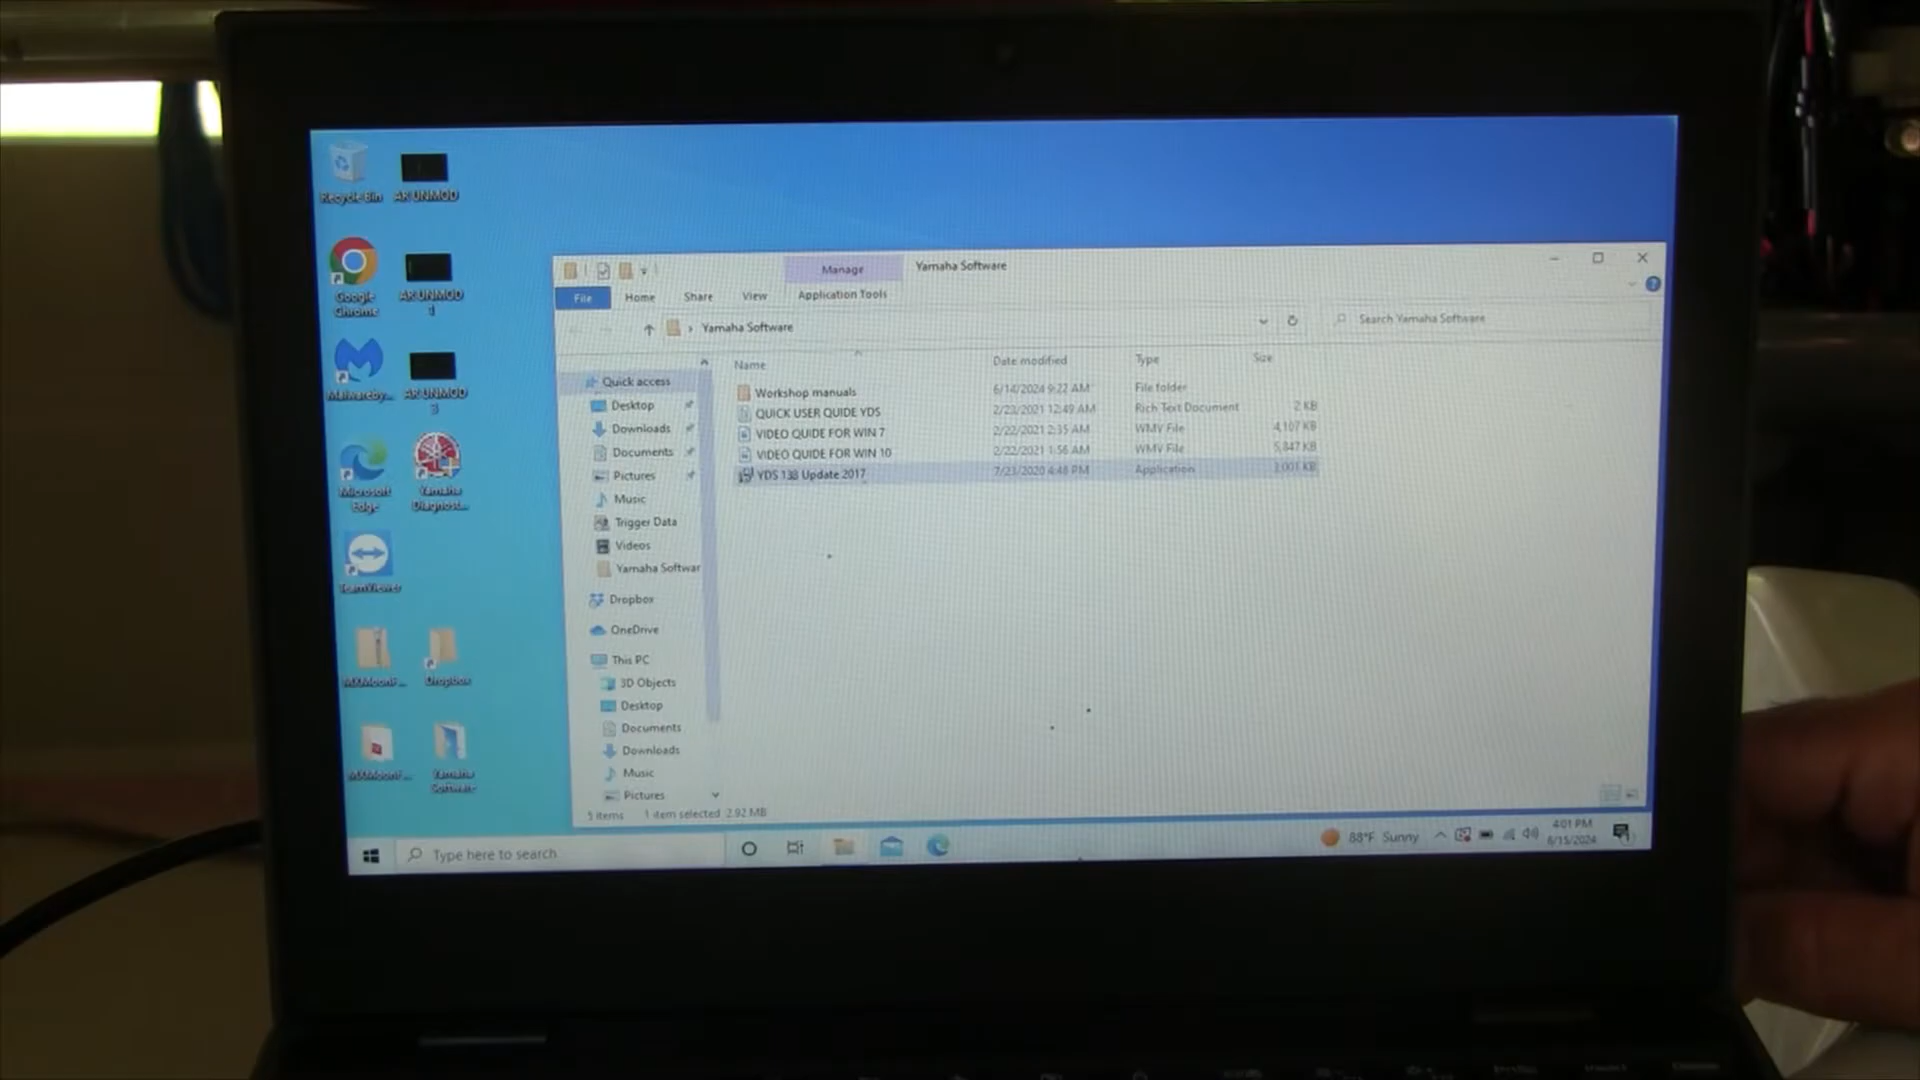 Recycle Bin
AR UNMOD
Google Chrome
AR UNMOD 1
Malwareby...
AR UNMOD 3
Microsoft Edge
Yamaha Diagnost...
TeamViewer
MXMoonF...
Dropbox
MXMoonF...
Yamaha Software
Manage
Yamaha Software
File
Home
Share
View
Application Tools
Yamaha Software
Search Yamaha Software
Name
Date modified
Type
Size
Quick access
Desktop
Downloads
Documents
Pictures
Music
Trigger Data
Videos
Yamaha Softwar
Dropbox
OneDrive
This PC
3D Objects
Desktop
Documents
Downloads
Music
Pictures
Workshop manuals 6/14/2024 9:22 AM File folder
QUICK USER QUIDE YDS 2/23/2021 12:49 AM Rich Text Document 2 KB
VIDEO QUIDE FOR WIN 7 2/22/2021 2:35 AM WMV File 4,107 KB
VIDEO QUIDE FOR WIN 10 2/22/2021 1:56 AM WMV File 5,847 KB
YDS 133 Update 2017 7/23/2020 4:48 PM Application 3,001 KB
5 items 1 item selected 2.92 MB
Type here to search
88°F Sunny
4:01 PM
6/15/2024